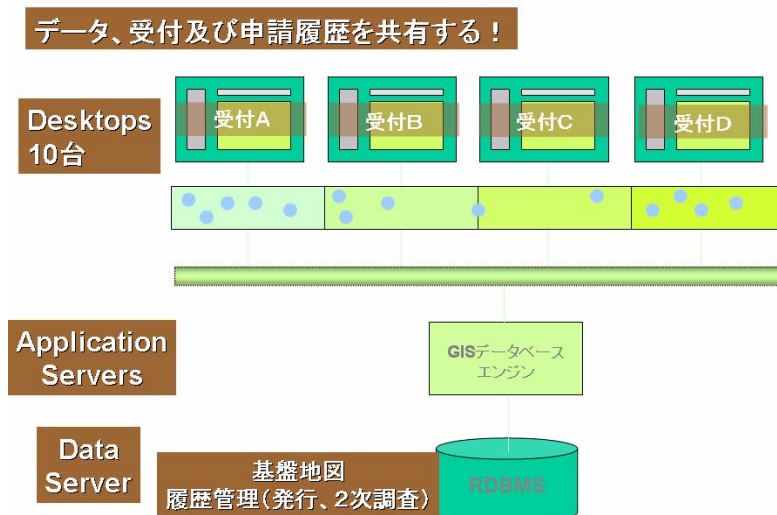 データ、受付及び申請履歴を共有する！
Desktops
10台
受付A
受付B
受付C
受付D
Application
Servers
GISデータベース
エンジン
Data
Server
基盤地図
履歴管理（発行、２次調査）
RDBMS